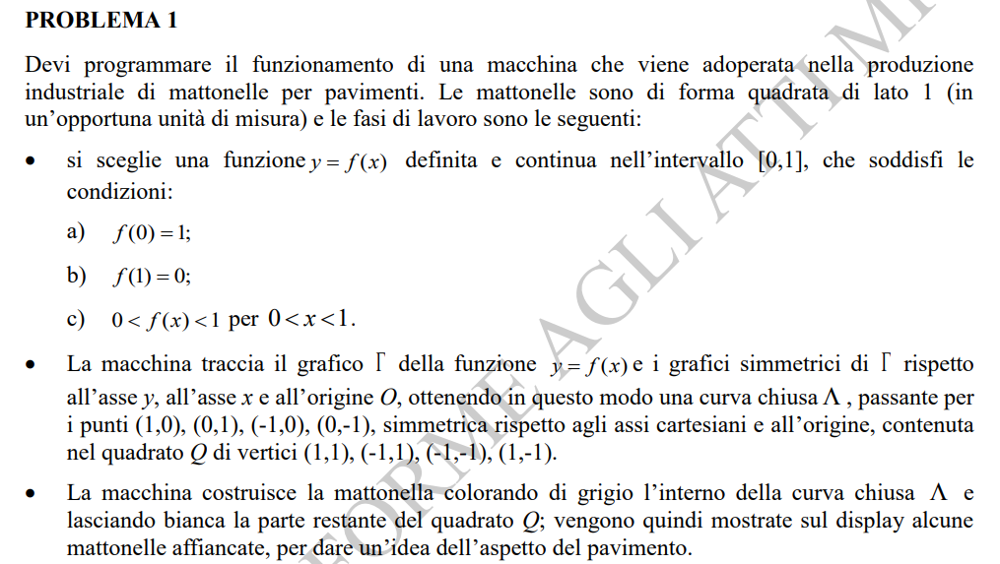 PROBLEMA 1
Devi programmare il funzionamento di una macchina che viene adoperata nella produzione
industriale di mattonelle per pavimenti. Le mattonelle sono di forma quadrata di lato 1 (in
un'opportuna unità di misura) e le fasi di lavoro sono le seguenti:
• si sceglie una funzione y = f(x) definita e continua nell'intervallo [0,1], che soddisfi le
condizioni:
a) f(0) = 1;
b) f(1) = 0;
c) 0 < f(x) < 1 per 0 < x < 1.
• La macchina traccia il grafico Γ della funzione y = f(x) e i grafici simmetrici di Γ rispetto
all'asse y, all'asse x e all'origine O, ottenendo in questo modo una curva chiusa Λ , passante per
i punti (1,0), (0,1), (-1,0), (0,-1), simmetrica rispetto agli assi cartesiani e all'origine, contenuta
nel quadrato Q di vertici (1,1), (-1,1), (-1,-1), (1,-1).
• La macchina costruisce la mattonella colorando di grigio l'interno della curva chiusa Λ e
lasciando bianca la parte restante del quadrato Q; vengono quindi mostrate sul display alcune
mattonelle affiancate, per dare un'idea dell'aspetto del pavimento.
FORME AGLI ATTI MI